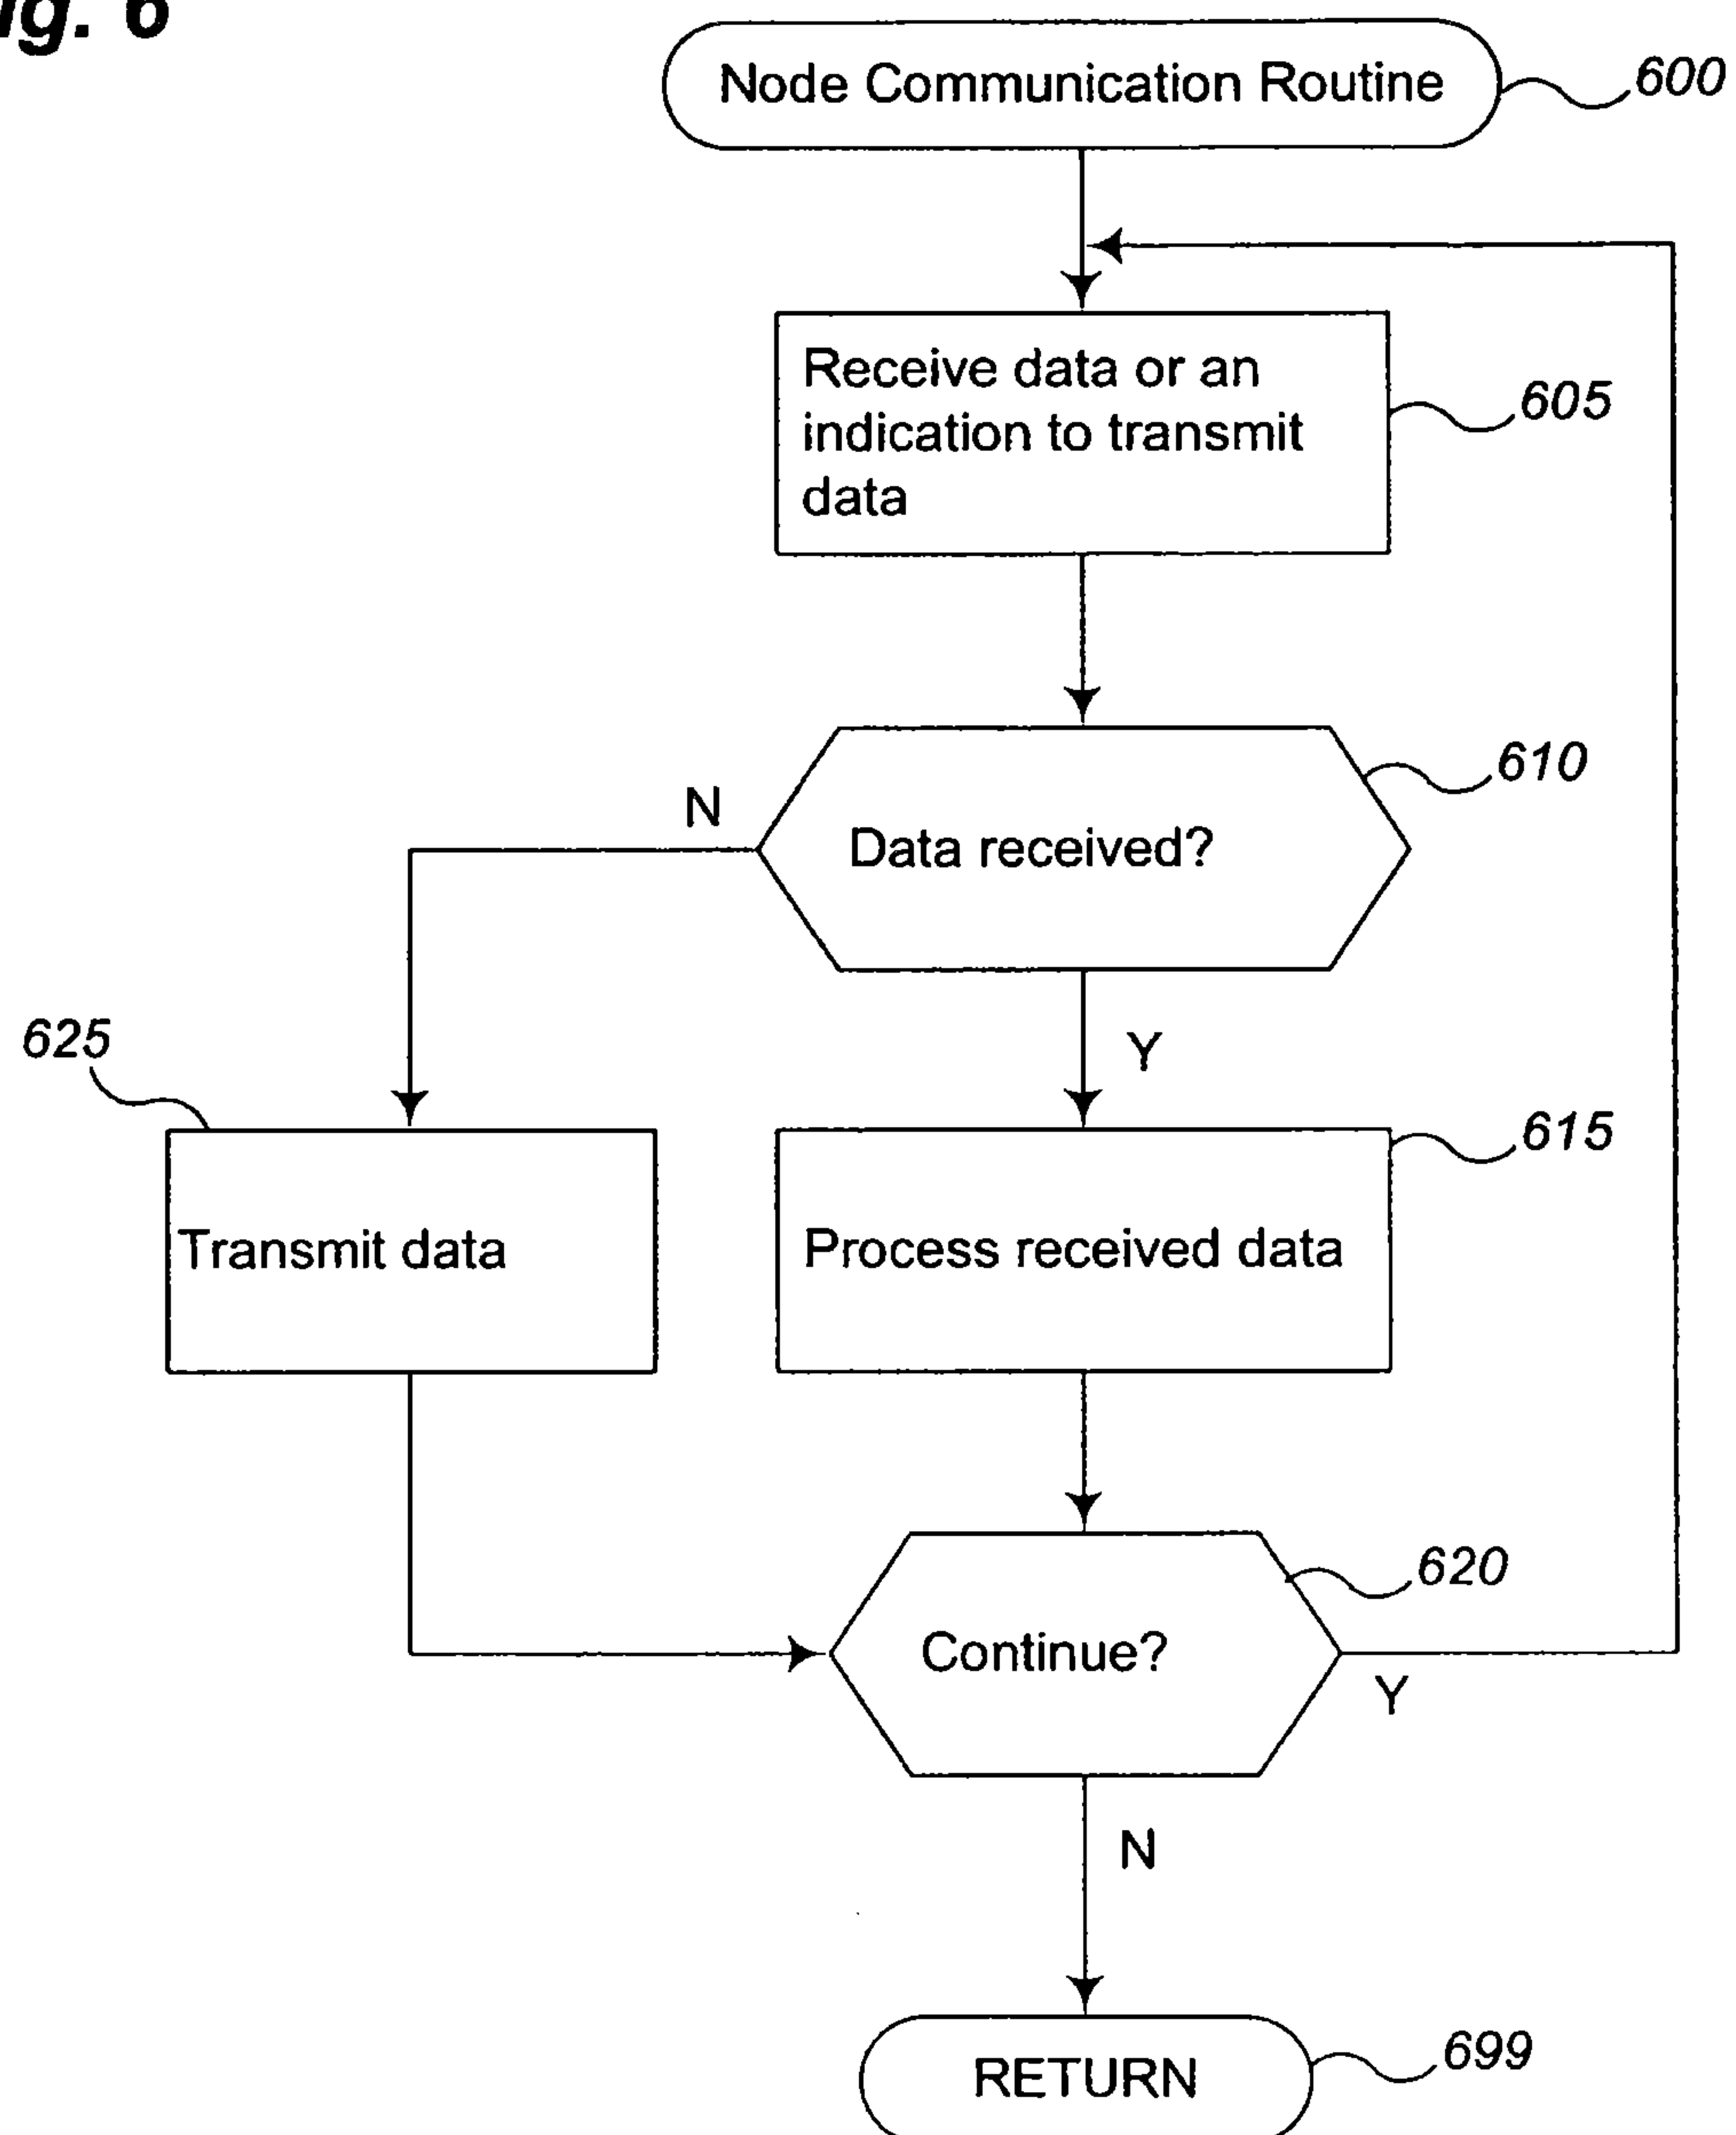 ig. 6
Node Communication Routine
600
Receive data or an
indication to transmit
data
605
610
N
Data received?
Y
625
615
Transmit data
Process received data
620
Continue?
Y
N
RETURN
699